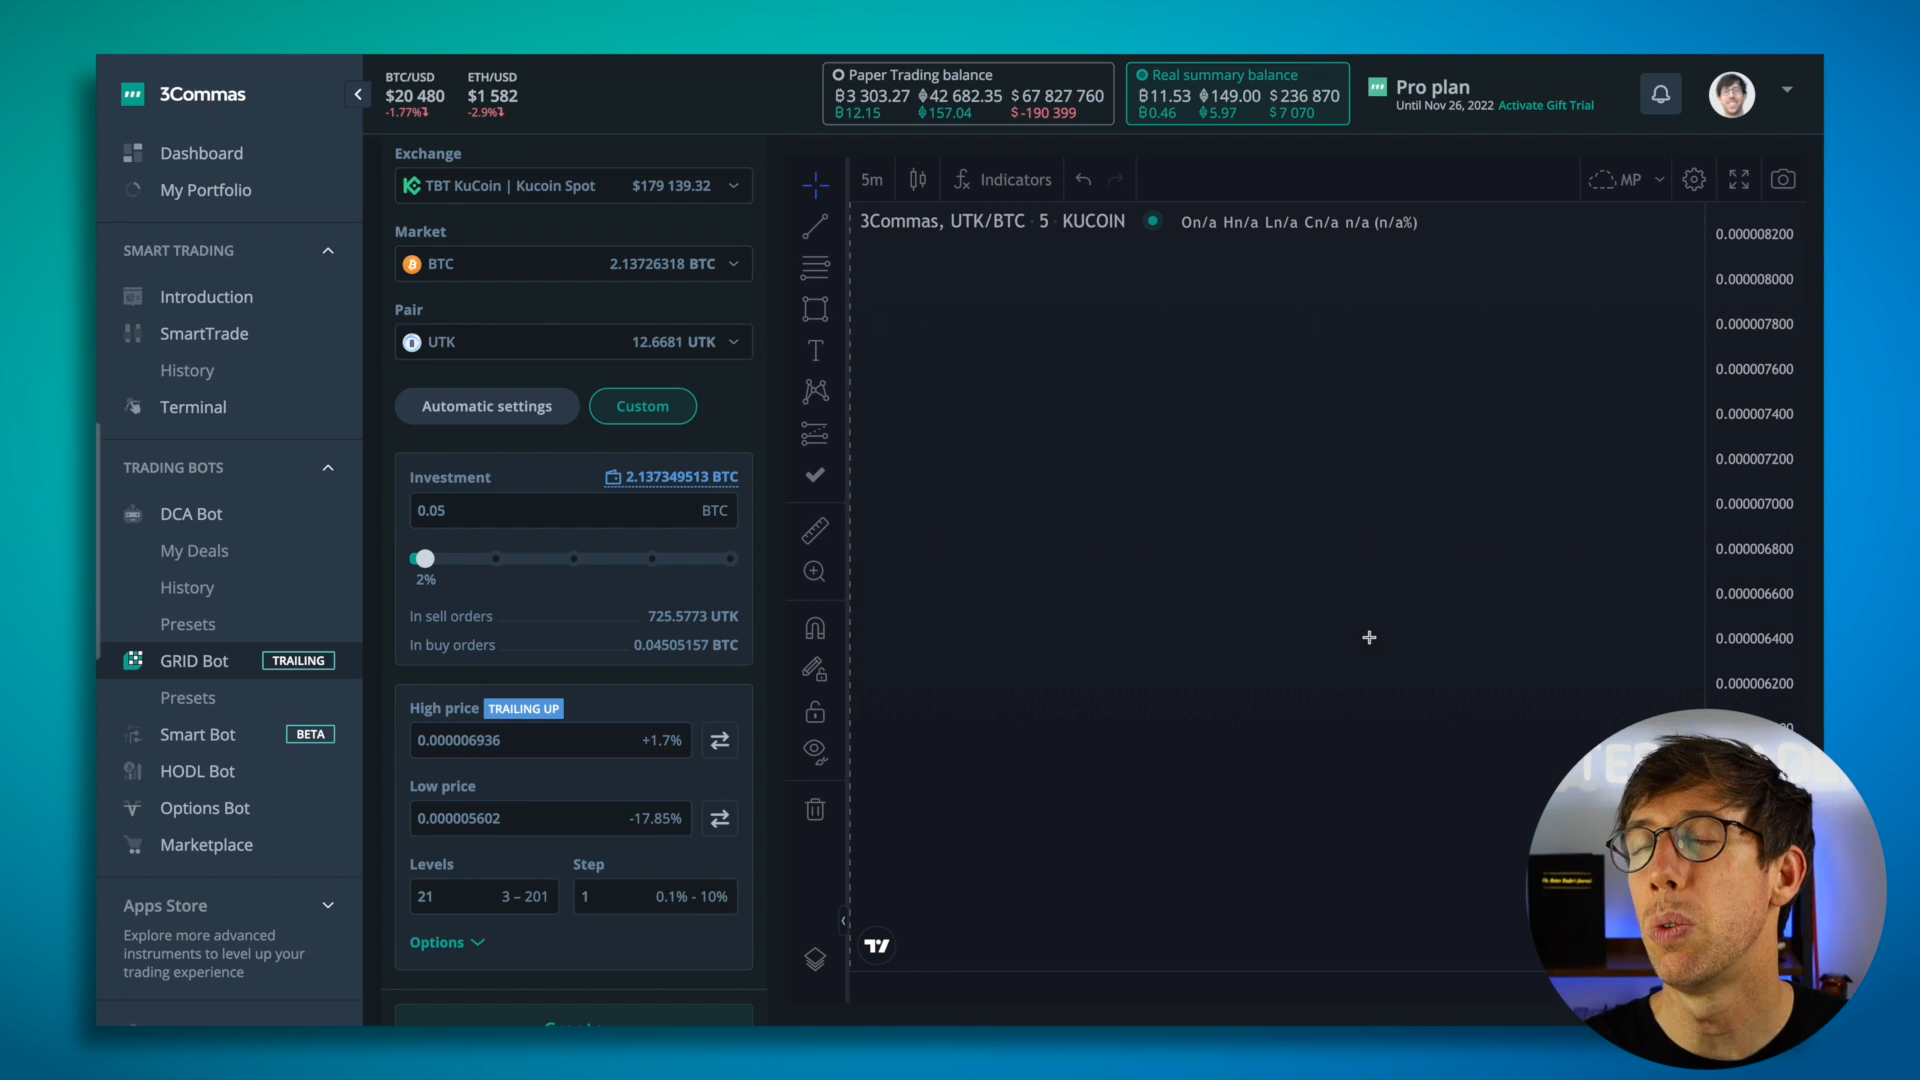 3Commas
BTC/USD
$20 480
-1.77%
ETH/USD
$1 582
-2.9%
Paper Trading balance
3 303.27 42 682.35 $ 67 827 760
12.15 157.04 $ -190 399
Real summary balance
11.53 149.00 $ 236 870
0.46 5.97 $ 7 070
Pro plan
Until Nov 26, 2022 Activate Gift Trial
Dashboard
My Portfolio
SMART TRADING
Introduction
SmartTrade
History
Terminal
TRADING BOTS
DCA Bot
My Deals
History
Presets
GRID Bot TRAILING
Presets
Smart Bot BETA
HODL Bot
Options Bot
Marketplace
Apps Store
Explore more advanced
instruments to level up your
trading experience
Exchange
TBT KuCoin | Kucoin Spot $179 139.32
Market
BTC 2.13726318 BTC
Pair
UTK 12.6681 UTK
Automatic settings
Custom
Investment 2.137349513 BTC
0.05 BTC
2%
In sell orders 725.5773 UTK
In buy orders 0.04505157 BTC
High price TRAILING UP
0.000006936 +1.7%
Low price
0.000005602 -17.85%
Levels Step
21 3 – 201 1 0.1% - 10%
Options
5m Indicators MP
3Commas, UTK/BTC · 5 · KUCOIN On/a Hn/a Ln/a Cn/a n/a (n/a%)
0.000008200
0.000008000
0.000007800
0.000007600
0.000007400
0.000007200
0.000007000
0.000006800
0.000006600
0.000006400
0.000006200